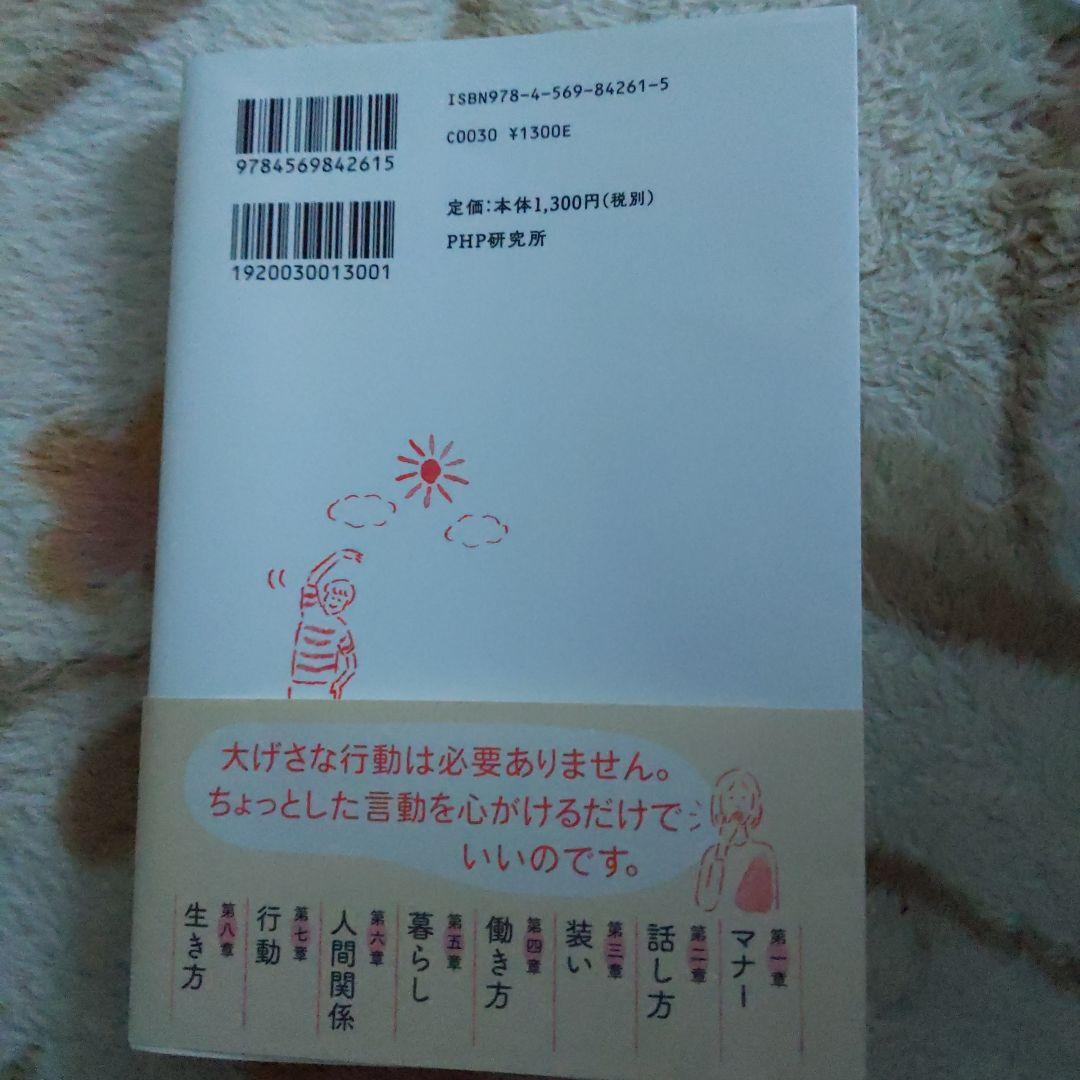 ISBN978-4-569-84261-5
C0030 ¥1300E
9784569842615
定価：本体1,300円（税別）
PHP研究所
1920030013001
大げさな行動は必要ありません。
ちょっとした言動を心がけるだけで
いいのです。
第一章
マナー
第二章
話し方
第三章
装い
第四章
働き方
第五章
暮らし
第六章
人間関係
第七章
行動
第八章
生き方